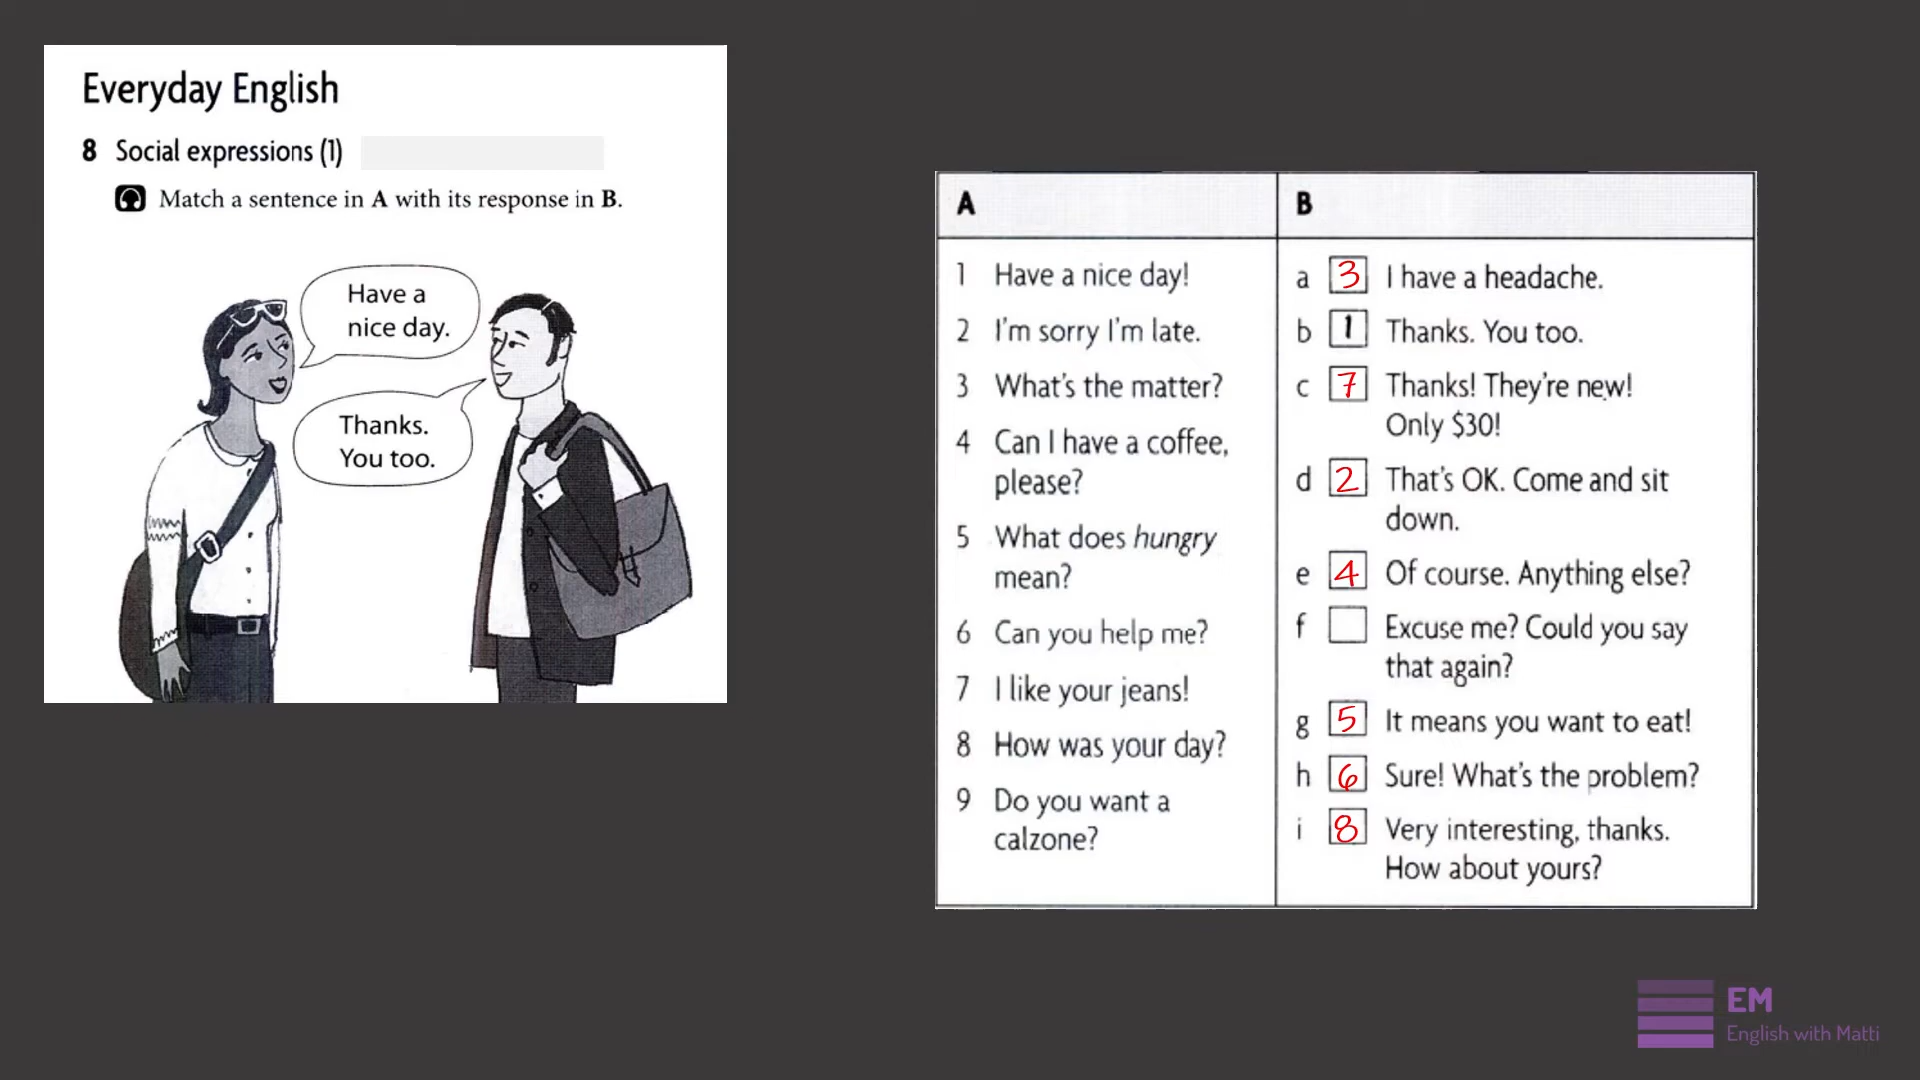 Everyday English
8 Social expressions (1)
Match a sentence in A with its response in B.
Have a
nice day.
Thanks.
You too.
A
1 Have a nice day!
2 I'm sorry I'm late.
3 What's the matter?
4 Can I have a coffee,
please?
5 What does hungry
mean?
6 Can you help me?
7 I like your jeans!
8 How was your day?
9 Do you want a
calzone?
B
a 3 I have a headache.
b 1 Thanks. You too.
c 7 Thanks! They're new!
Only $30!
d 2 That's OK. Come and sit
down.
e 4 Of course. Anything else?
f Excuse me? Could you say
that again?
g 5 It means you want to eat!
h 6 Sure! What's the problem?
i 8 Very interesting, thanks.
How about yours?
EM
English with Matti